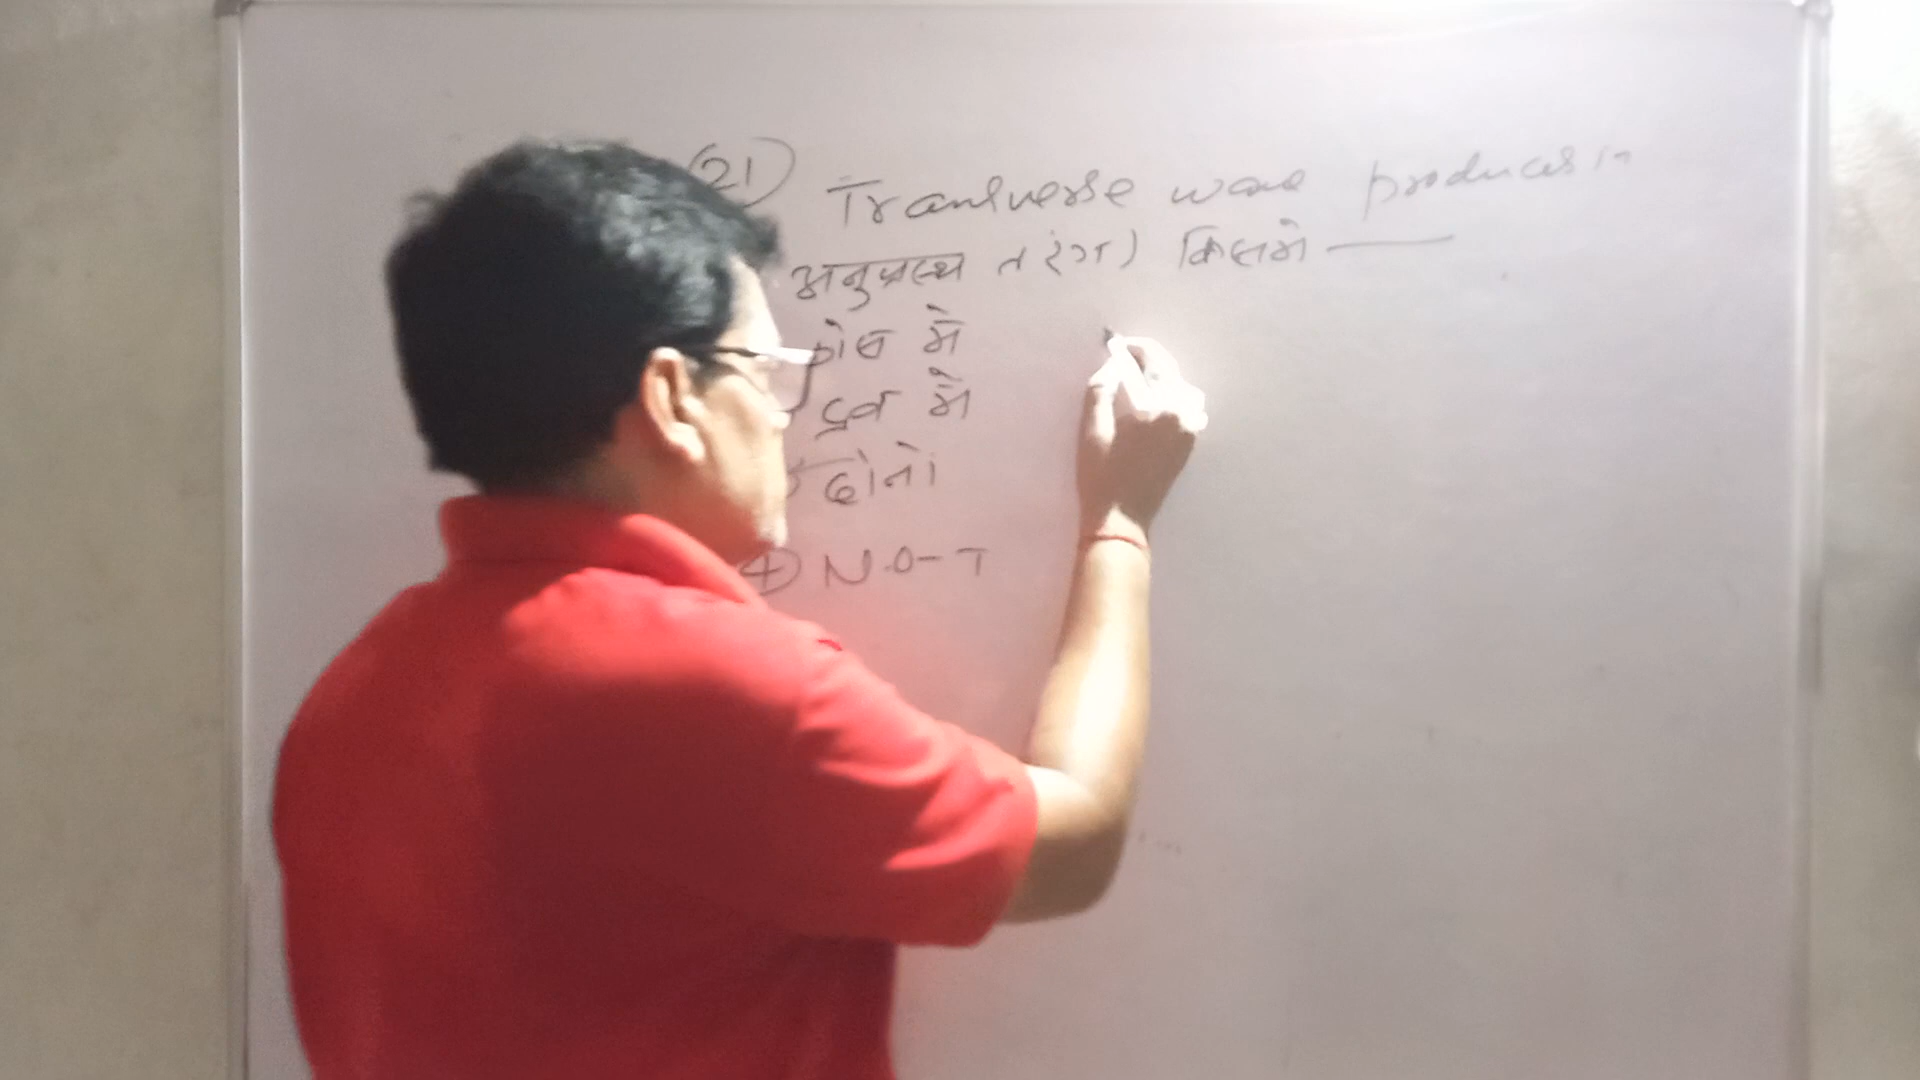 (21) Transverse wave produces in
अनुप्रस्थ तरंग) किसमे —
ठोस में
द्रव में
दोनो
(4) N.O-T